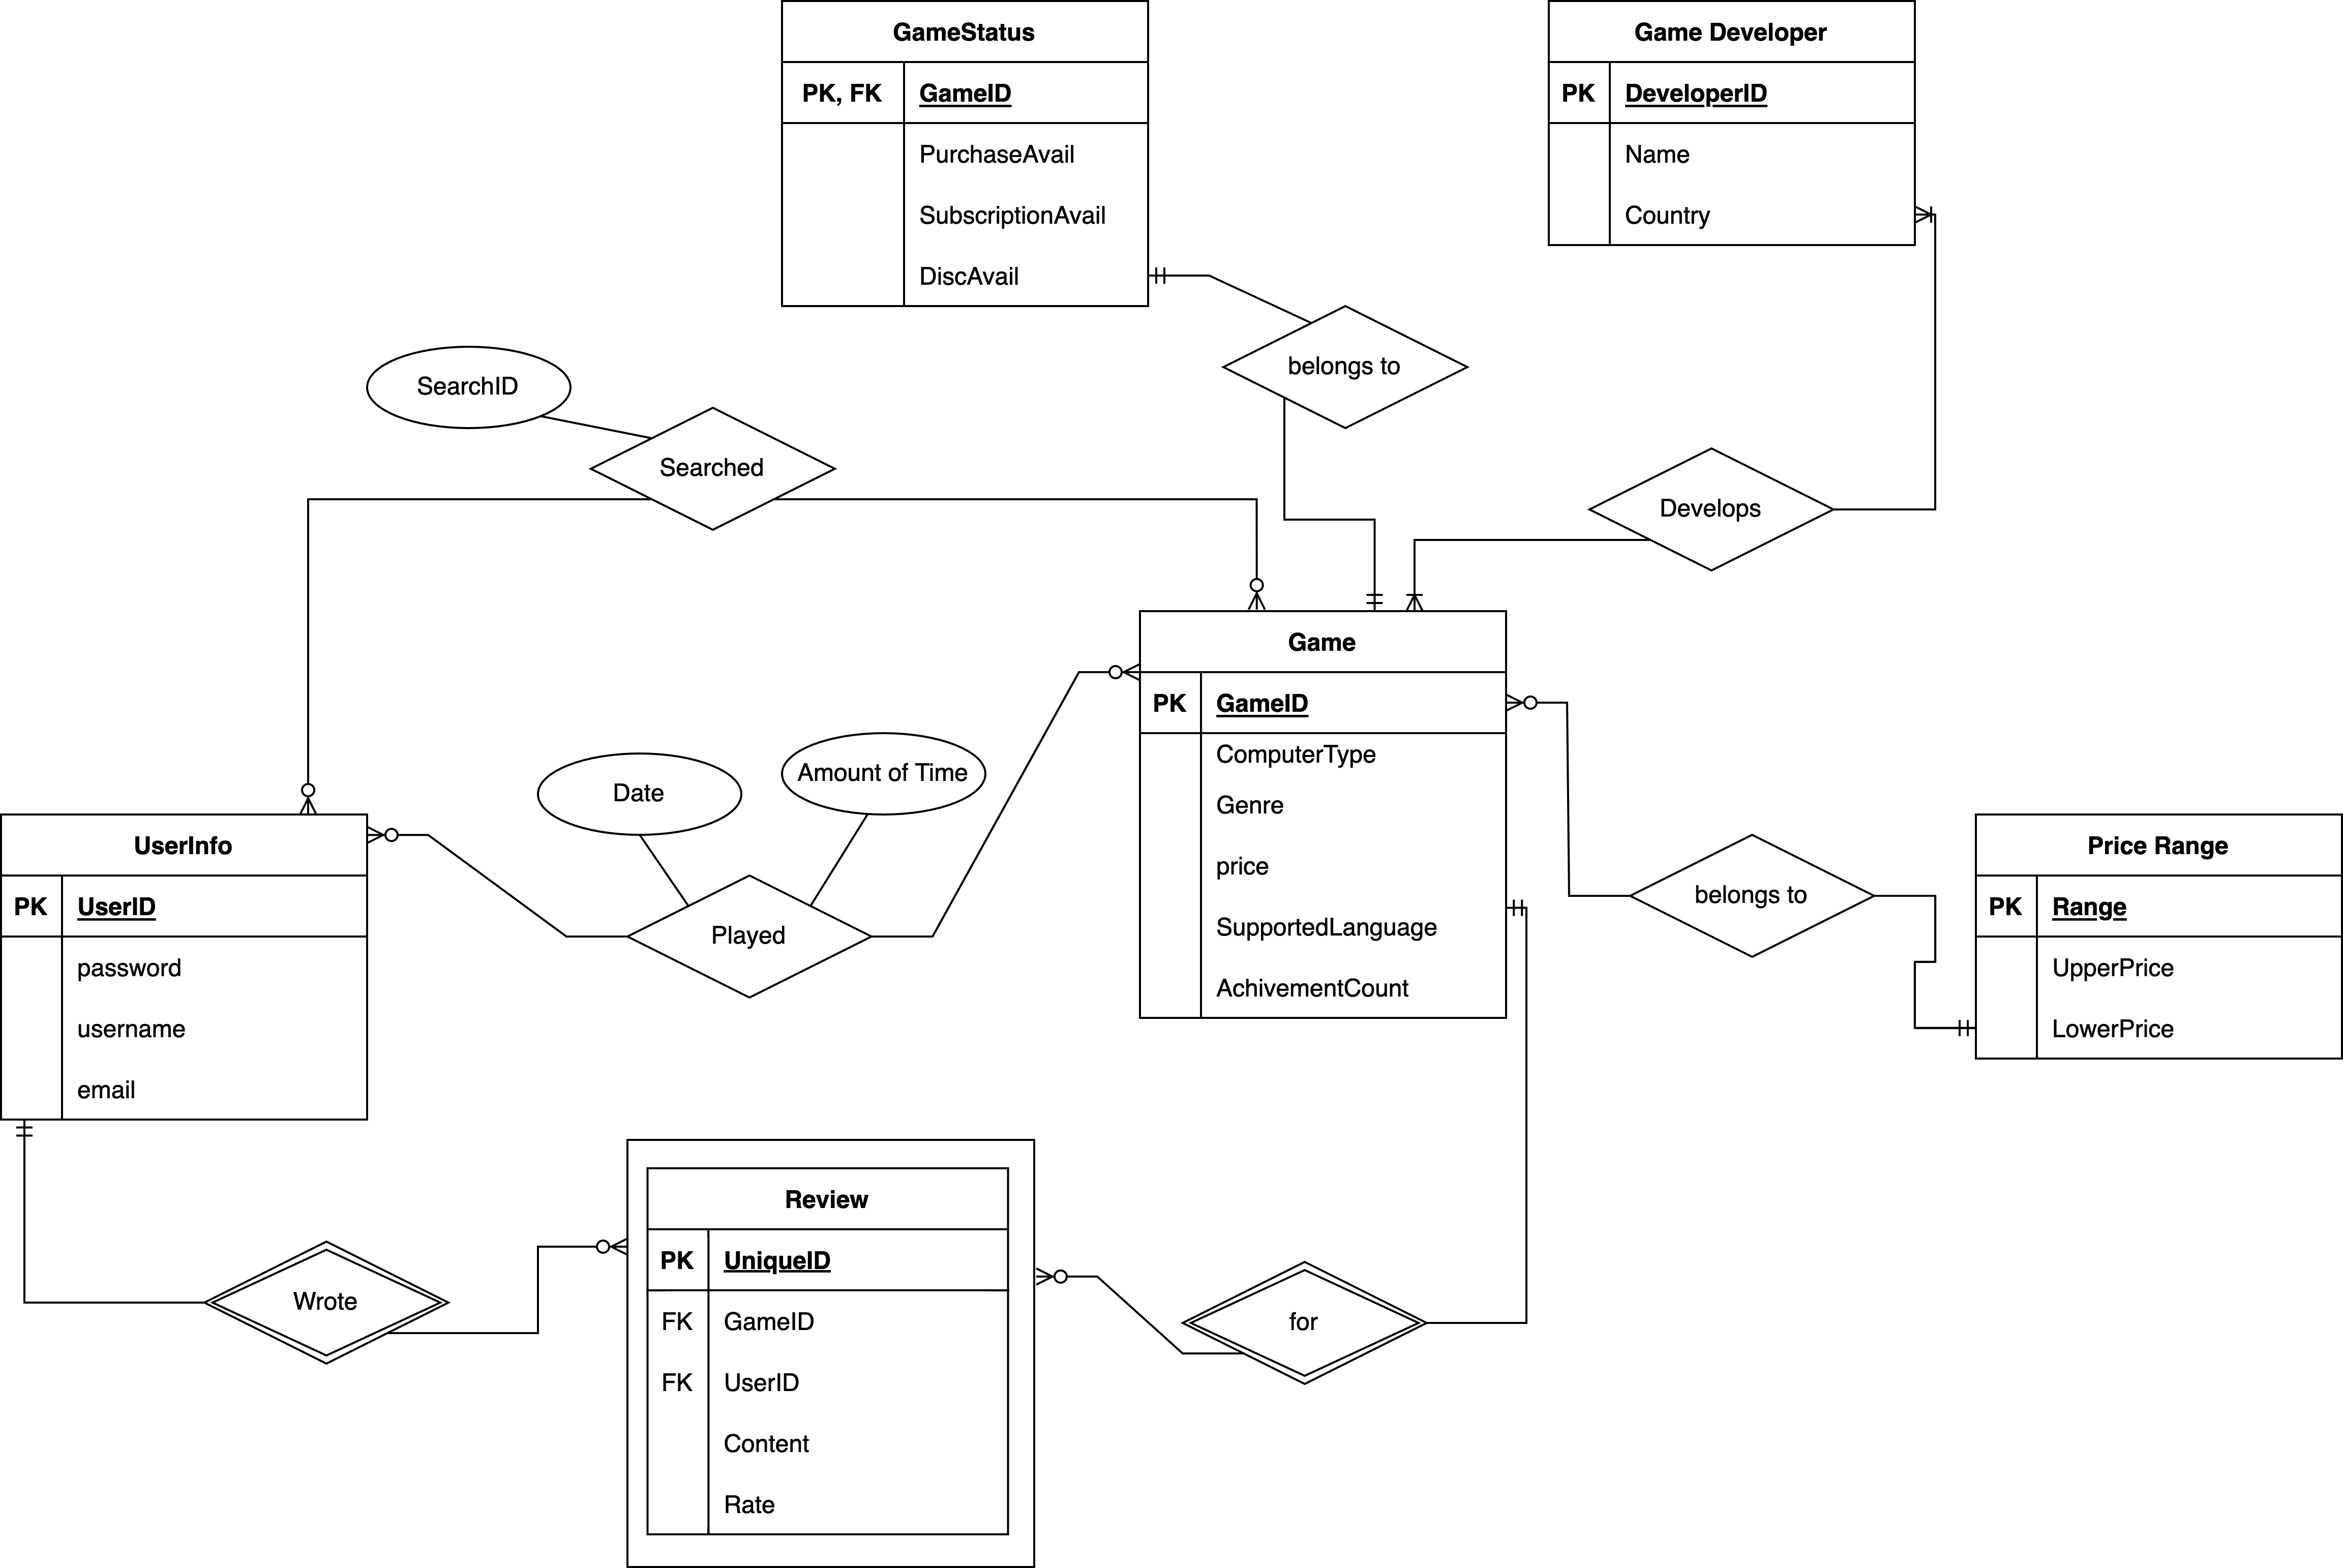 GameStatus
PK, FK GameID
PurchaseAvail
SubscriptionAvail
DiscAvail
Game Developer
PK DeveloperID
Name
Country
belongs to
SearchID
Searched
Develops
Game
PK GameID
ComputerType
Genre
price
SupportedLanguage
AchivementCount
Date
Amount of Time
Played
UserInfo
PK UserID
password
username
email
belongs to
Price Range
PK Range
UpperPrice
LowerPrice
Wrote
Review
PK UniqueID
FK GameID
FK UserID
Content
Rate
for